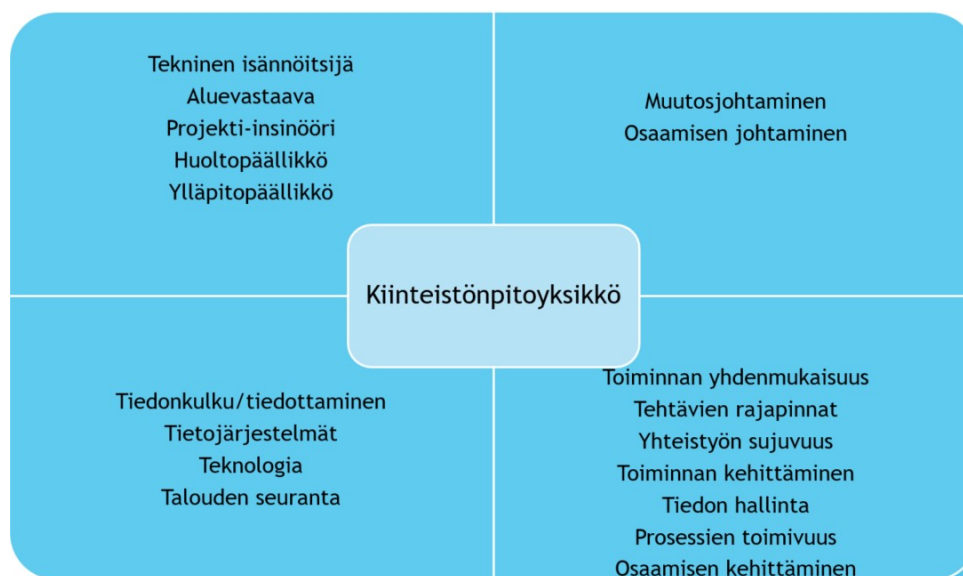 Tekninen isännöitsijä
Aluevastaava
Projekti-insinööri
Huoltopäällikkö
Ylläpitopäällikkö
Muutosjohtaminen
Osaamisen johtaminen
Kiinteistönpitoyksikkö
Tiedonkulku/tiedottaminen
Tietojärjestelmät
Teknologia
Talouden seuranta
Toiminnan yhdenmukaisuus
Tehtävien rajapinnat
Yhteistyön sujuvuus
Toiminnan kehittäminen
Tiedon hallinta
Prosessien toimivuus
Osaamisen kehittäminen